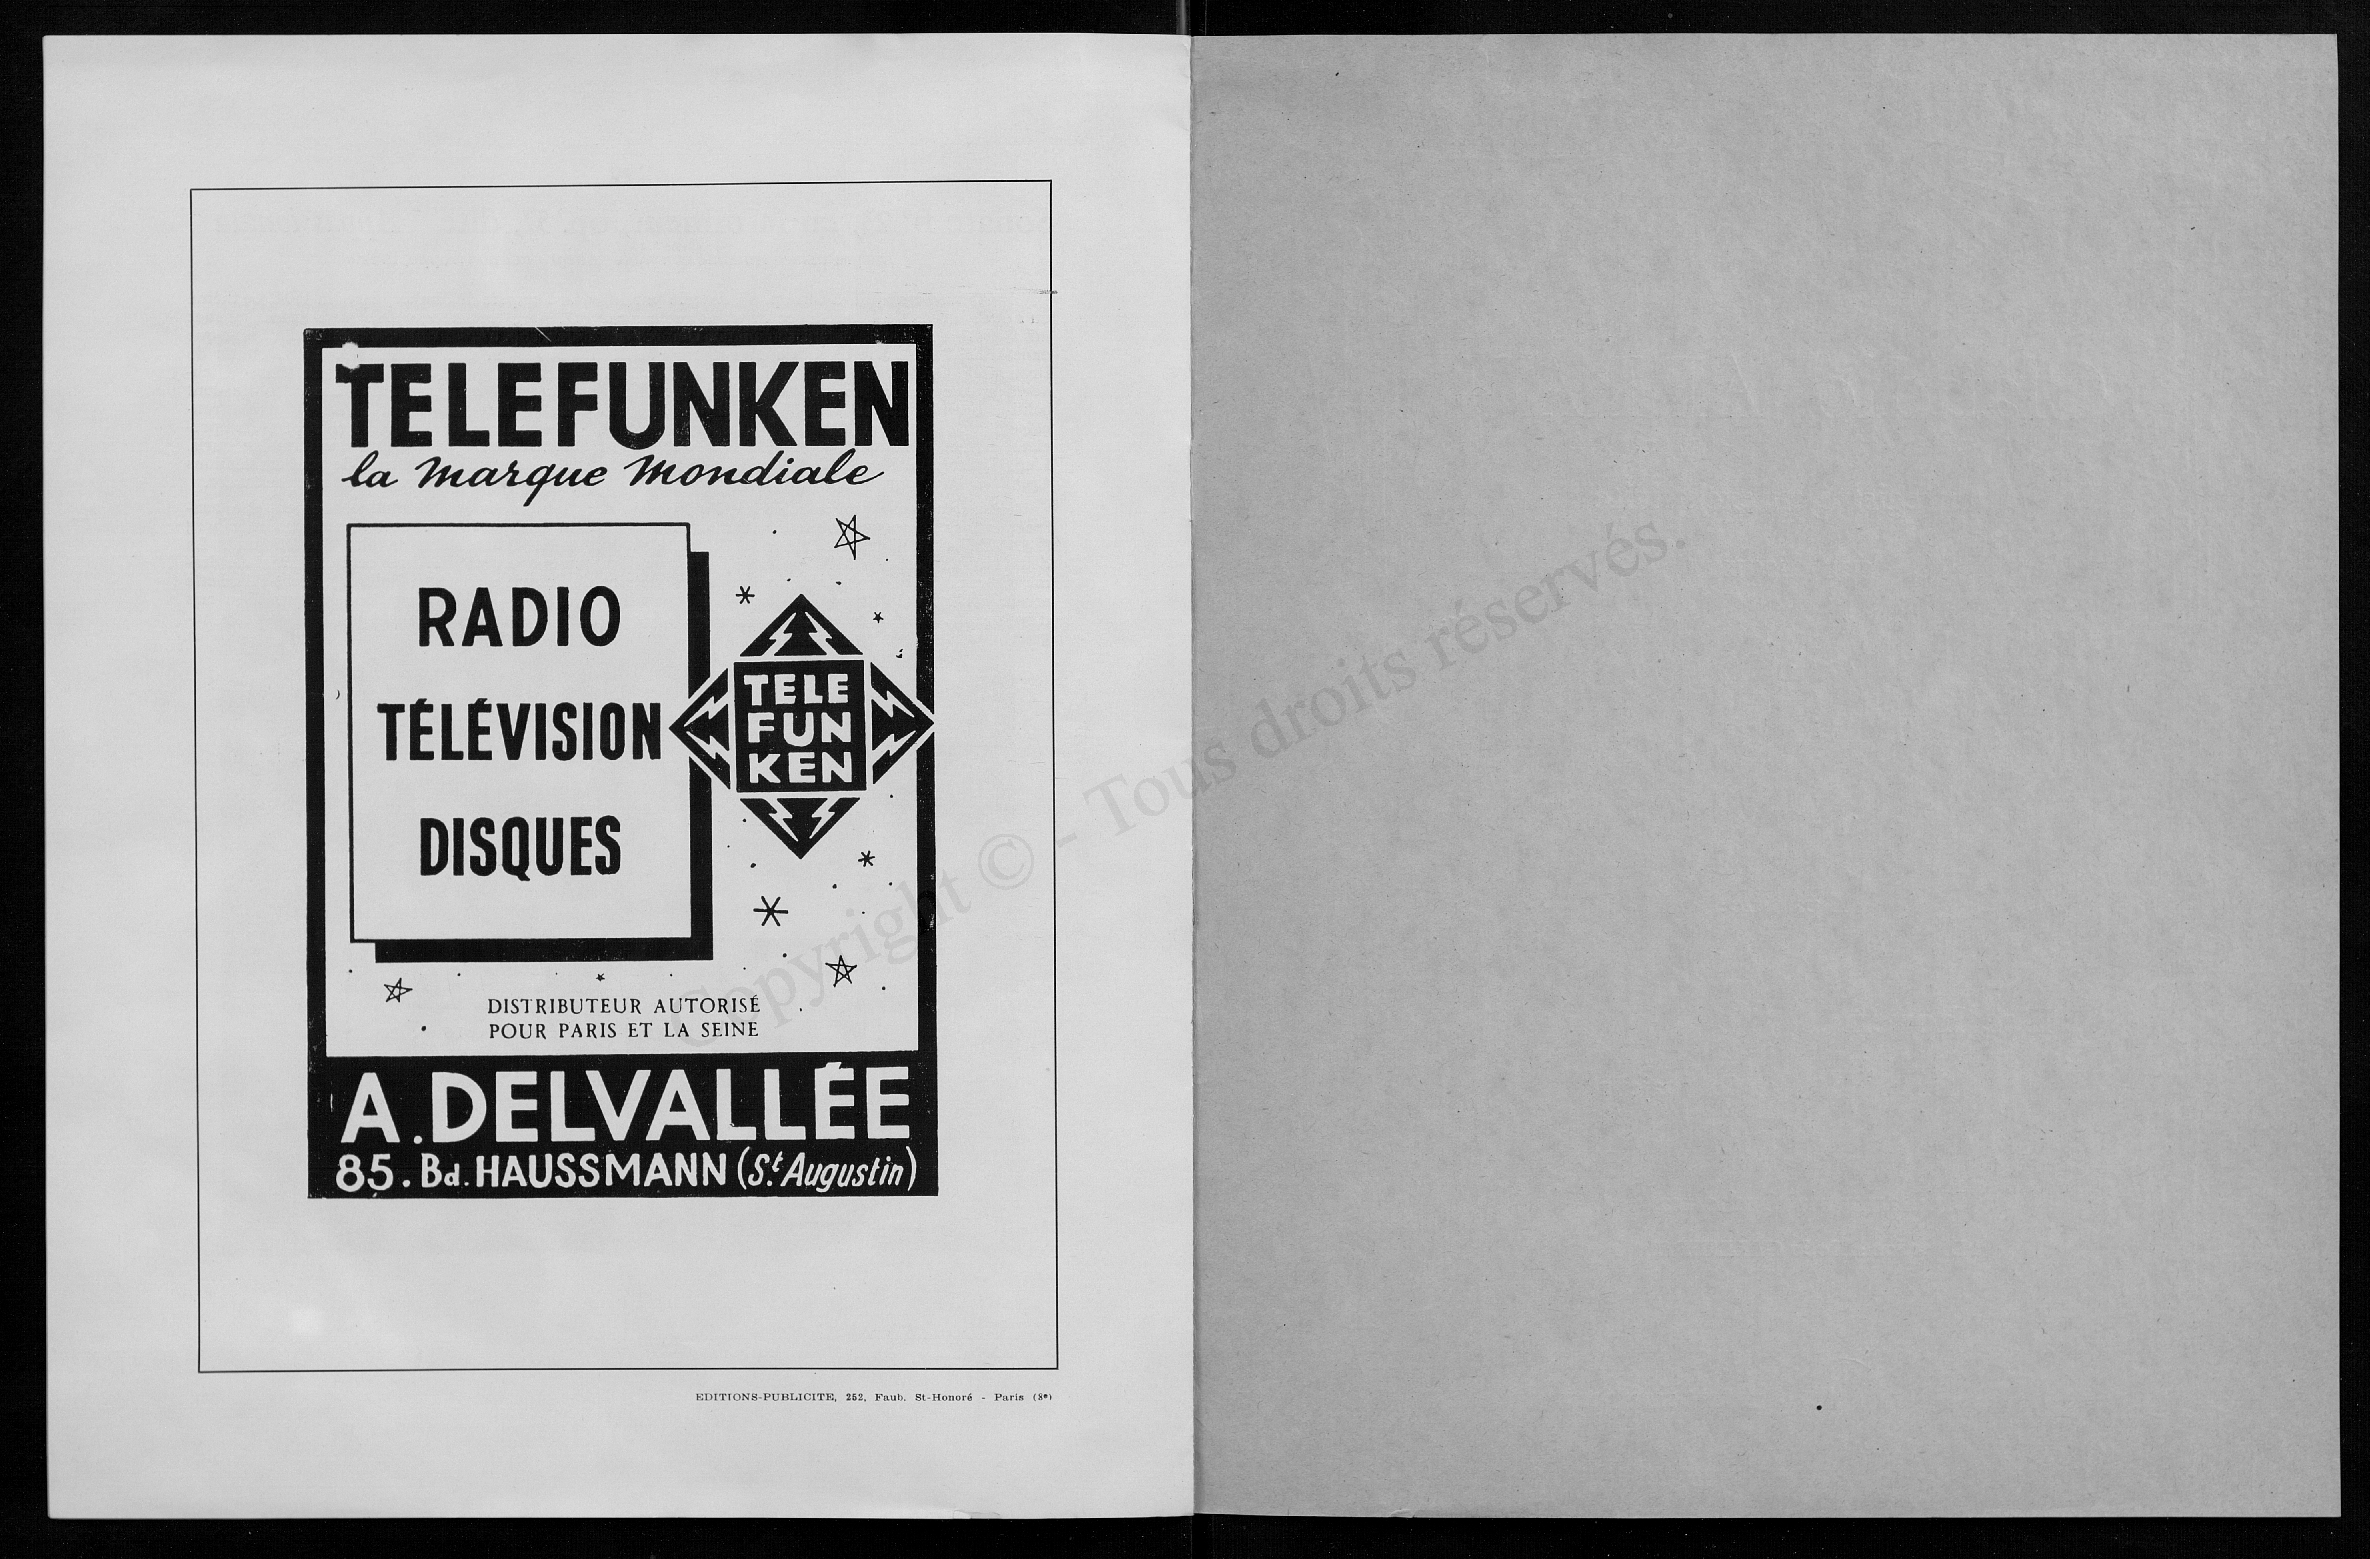 TELEFUNKEN
la Marque Mondiale
RADIO
TÉLÉVISION
DISQUES
TELE
FUN
KEN
DISTRIBUTEUR AUTORISÉ
POUR PARIS ET LA SEINE
A. DELVALLÉE
85. Bd. HAUSSMANN (St. Augustin)
EDITIONS-PUBLICITE, 252, Faub. St-Honoré - Paris (8e)
Copyright © - Tous droits réservés.